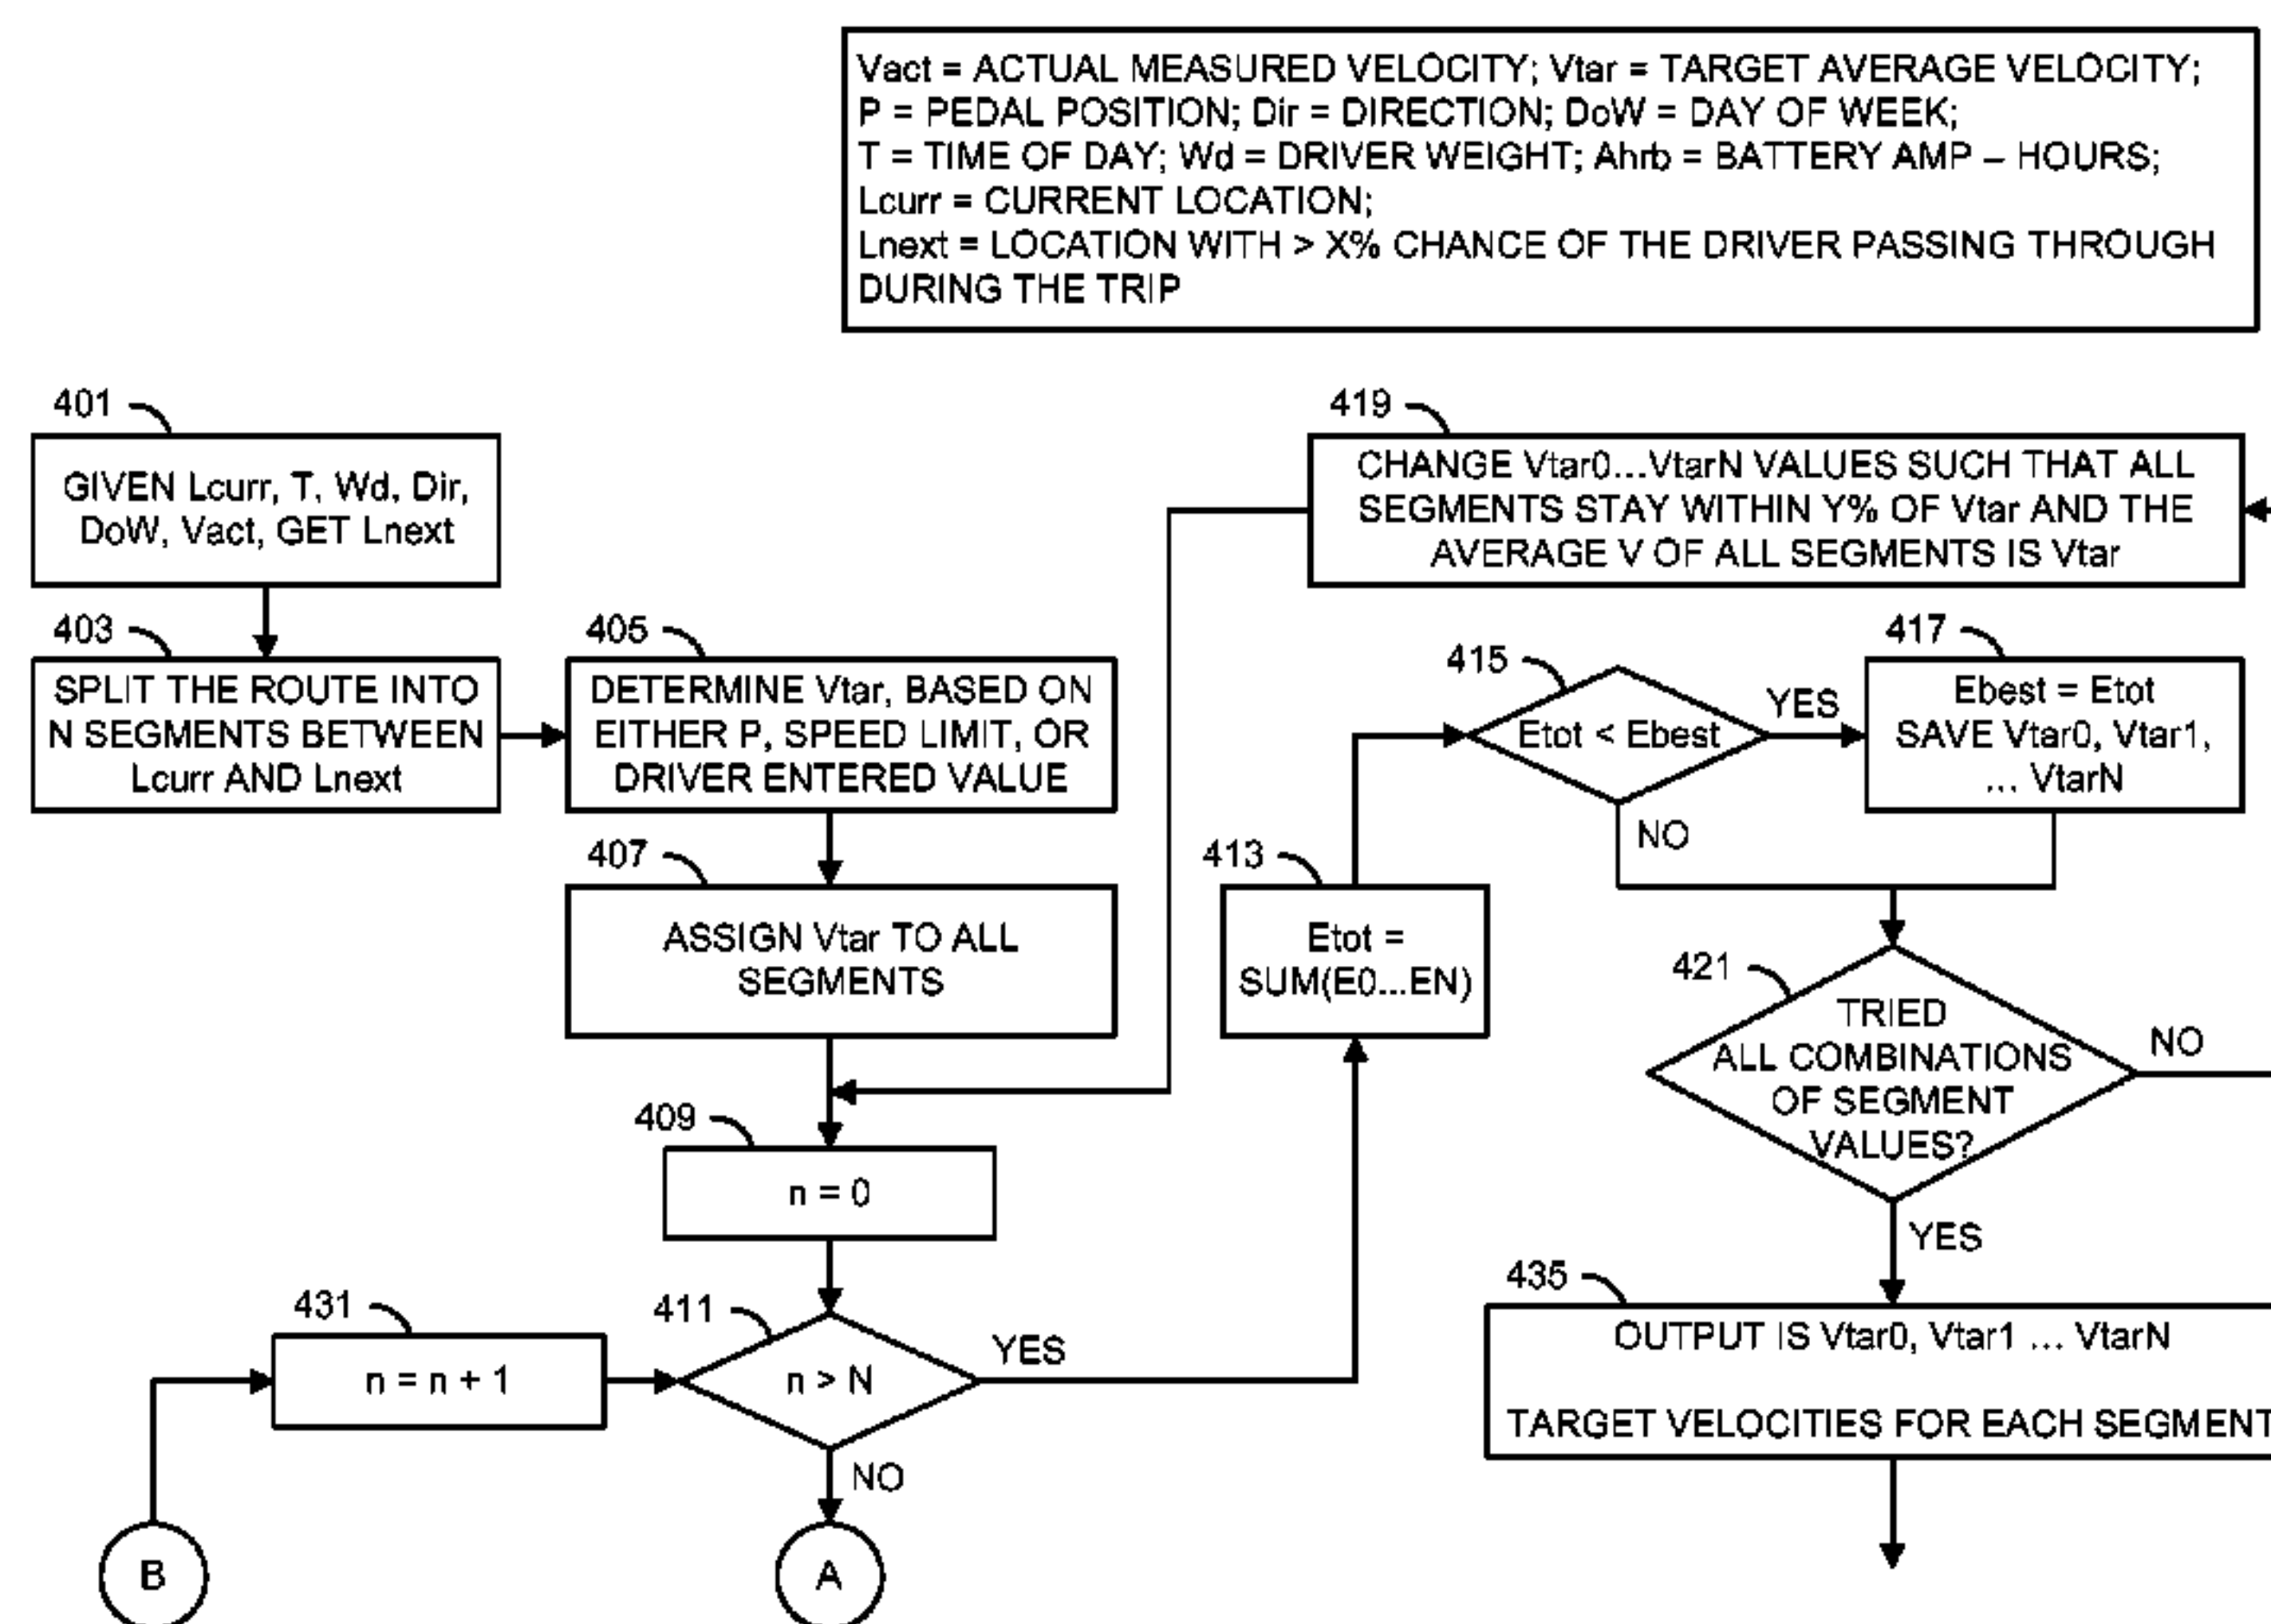 Vact = ACTUAL MEASURED VELOCITY; Vtar = TARGET AVERAGE VELOCITY;
P = PEDAL POSITION; Dir = DIRECTION; DoW = DAY OF WEEK;
T = TIME OF DAY; Wd = DRIVER WEIGHT; Ahrb = BATTERY AMP – HOURS;
Lcurr = CURRENT LOCATION;
Lnext = LOCATION WITH > X% CHANCE OF THE DRIVER PASSING THROUGH
DURING THE TRIP
401
GIVEN Lcurr, T, Wd, Dir,
DoW, Vact, GET Lnext
403
SPLIT THE ROUTE INTO
N SEGMENTS BETWEEN
Lcurr AND Lnext
405
DETERMINE Vtar, BASED ON
EITHER P, SPEED LIMIT, OR
DRIVER ENTERED VALUE
407
ASSIGN Vtar TO ALL
SEGMENTS
409
n = 0
431
n = n + 1
411
n > N
YES
NO
B
A
413
Etot =
SUM(E0...EN)
415
Etot < Ebest
YES
NO
417
Ebest = Etot
SAVE Vtar0, Vtar1,
... VtarN
419
CHANGE Vtar0...VtarN VALUES SUCH THAT ALL
SEGMENTS STAY WITHIN Y% OF Vtar AND THE
AVERAGE V OF ALL SEGMENTS IS Vtar
421
TRIED
ALL COMBINATIONS
OF SEGMENT
VALUES?
NO
YES
435
OUTPUT IS Vtar0, Vtar1 ... VtarN
TARGET VELOCITIES FOR EACH SEGMENT